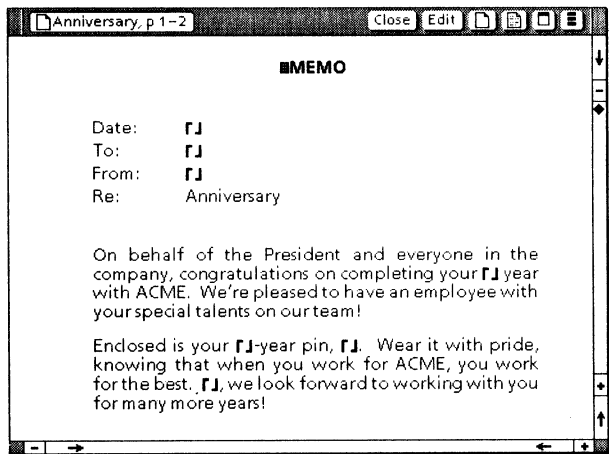 Anniversary, p 1–2 Close Edit
MEMO
Date: ⌈⌋
To: ⌈⌋
From: ⌈⌋
Re: Anniversary
On behalf of the President and everyone in the
company, congratulations on completing your ⌈⌋ year
with ACME. We're pleased to have an employee with
your special talents on our team!
Enclosed is your ⌈⌋-year pin, ⌈⌋. Wear it with pride,
knowing that when you work for ACME, you work
for the best. ⌈⌋, we look forward to working with you
for many more years!